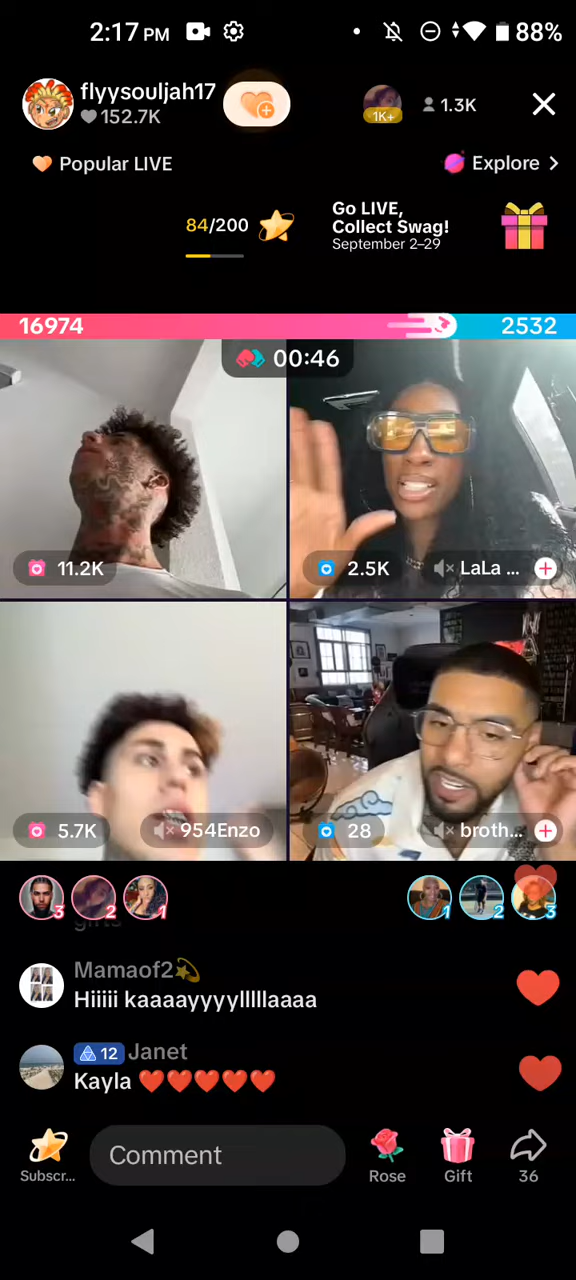 2:17 PM
88%
flyysouljah17
152.7K
1K+
1.3K
Popular LIVE
Explore >
84/200
Go LIVE,
Collect Swag!
September 2–29
16974
2532
00:46
11.2K
2.5K
LaLa ...
5.7K
954Enzo
28
broth...
3
2
1
1
2
3
gifts
Mamaof2💫
Hiiiii kaaaayyyylllllaaaa
12 Janet
Kayla ❤️❤️❤️❤️❤️
Comment
Subscr...
Rose
Gift
36